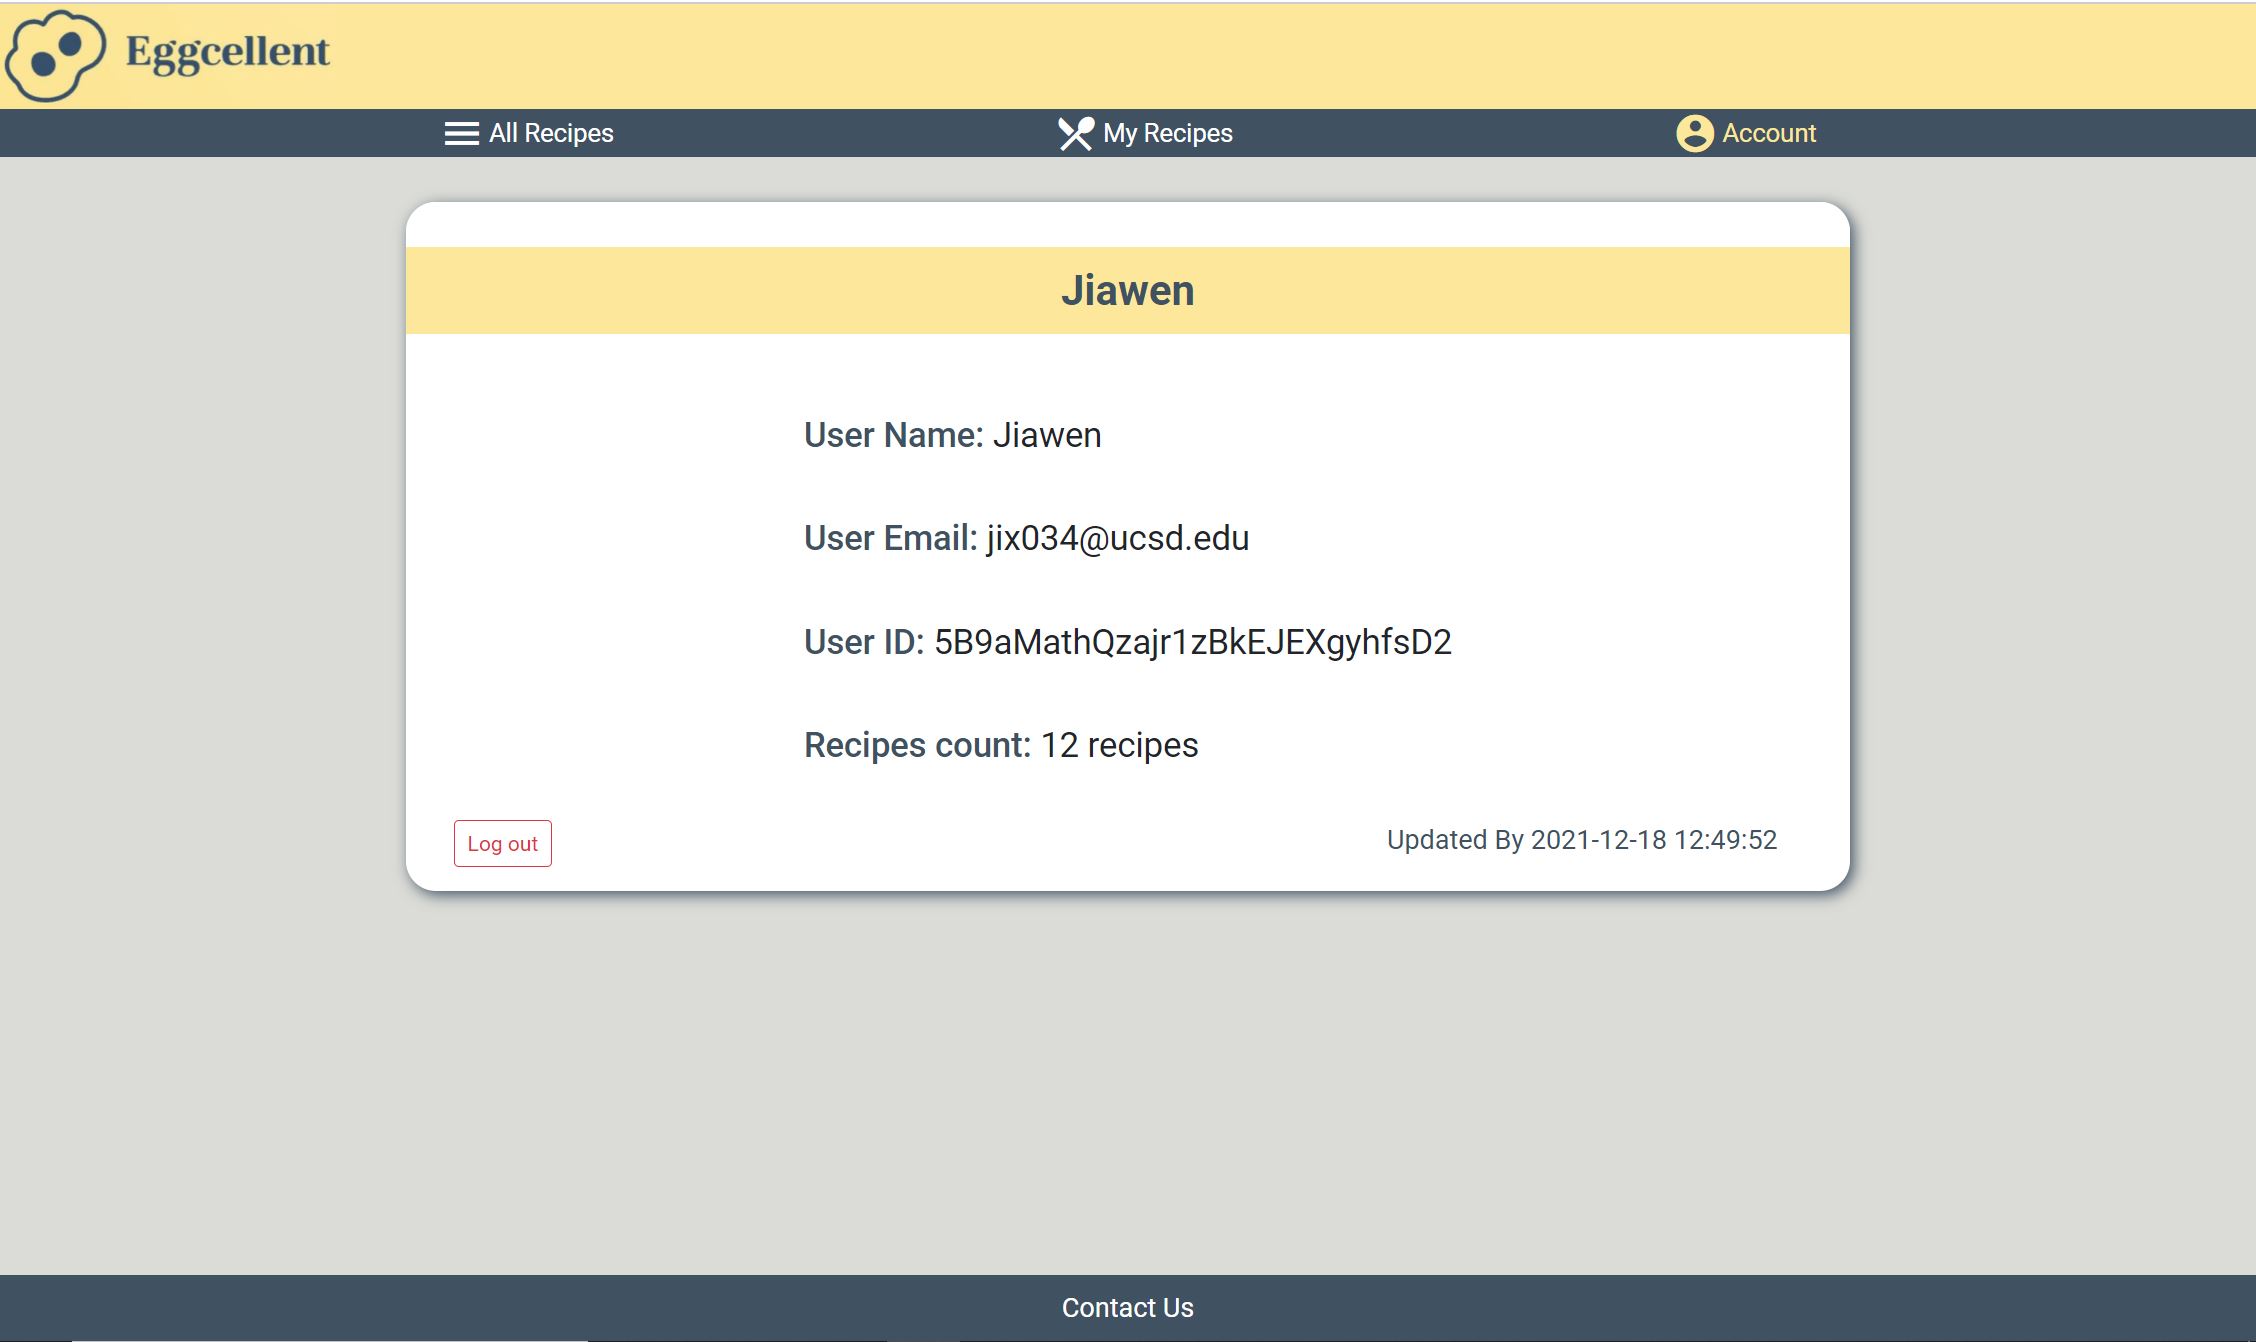 Eggcellent
All Recipes
My Recipes
Account
Jiawen
User Name: Jiawen
User Email: jix034@ucsd.edu
User ID: 5B9aMathQzajr1zBkEJEXgyhfsD2
Recipes count: 12 recipes
Log out
Updated By 2021-12-18 12:49:52
Contact Us